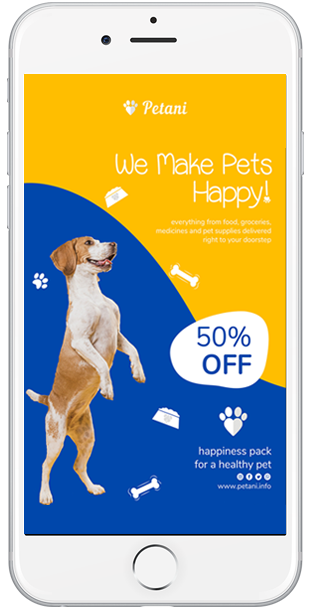 Petani
We Make Pets
Happy!
everything from food, groceries,
medicines and pet supplies delivered
right to your doorstep
50%
OFF
happiness pack
for a healthy pet
www.petani.info